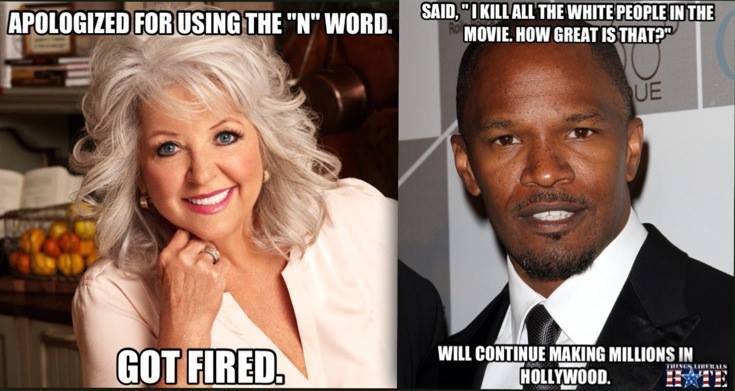 APOLOGIZED FOR USING THE "N" WORD.
GOT FIRED.
SAID, " I KILL ALL THE WHITE PEOPLE IN THE
MOVIE. HOW GREAT IS THAT?"
UE
WILL CONTINUE MAKING MILLIONS IN
HOLLYWOOD.
THINGS LIBERALS
HATE